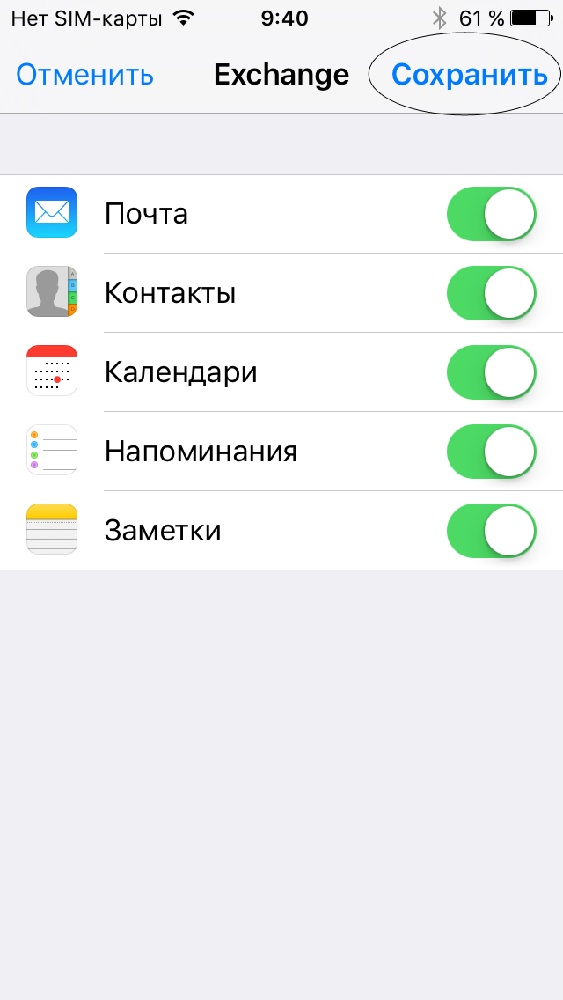 Нет SIM-карты 9:40 61 %
Отменить Exchange Сохранить
Почта
Контакты
Календари
Напоминания
Заметки